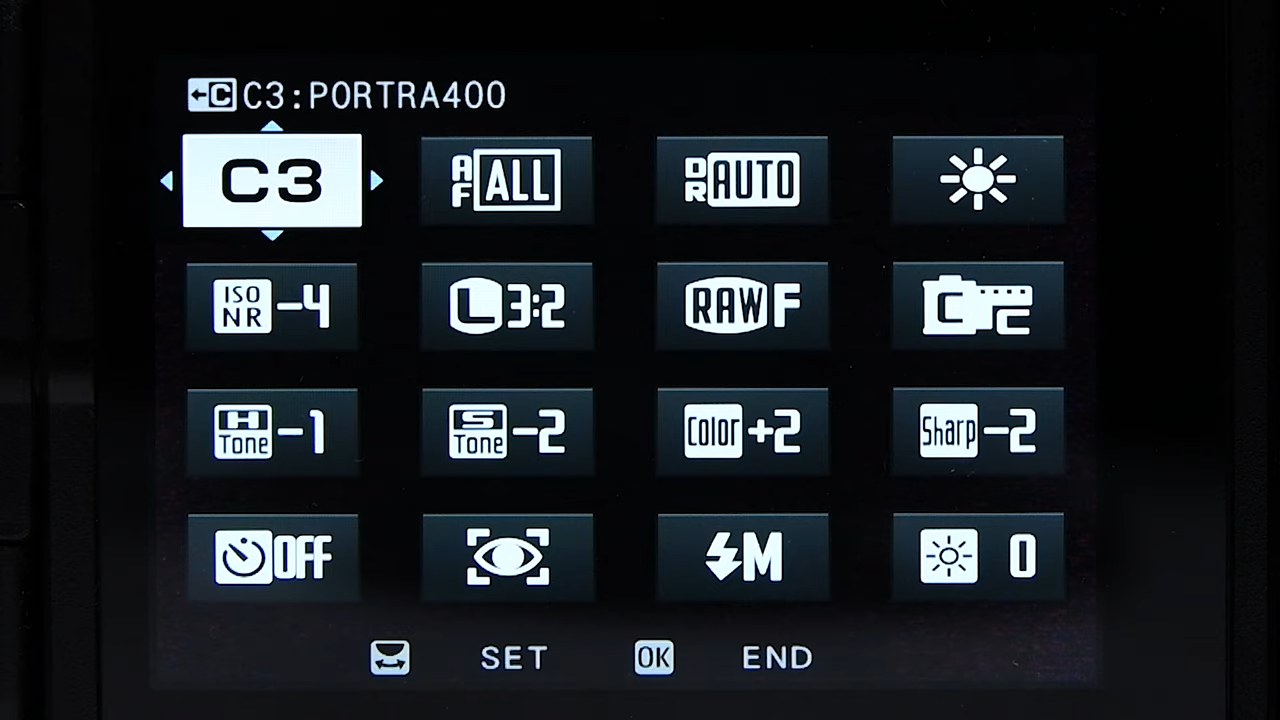 C C3:PORTRA400
C3 AF ALL DR AUTO
ISO NR -4 L 3:2 RAW F C C
H Tone -1 S Tone -2 Color +2 Sharp -2
OFF M 0
SET OK END